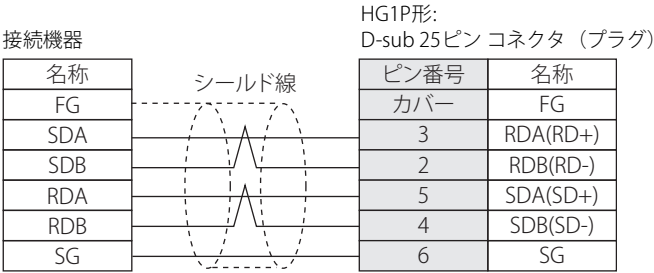 HG1P形:
接続機器 D-sub 25ピン コネクタ（プラグ）
名称 シールド線 ピン番号 名称
FG カバー FG
SDA 3 RDA(RD+)
SDB 2 RDB(RD-)
RDA 5 SDA(SD+)
RDB 4 SDB(SD-)
SG 6 SG